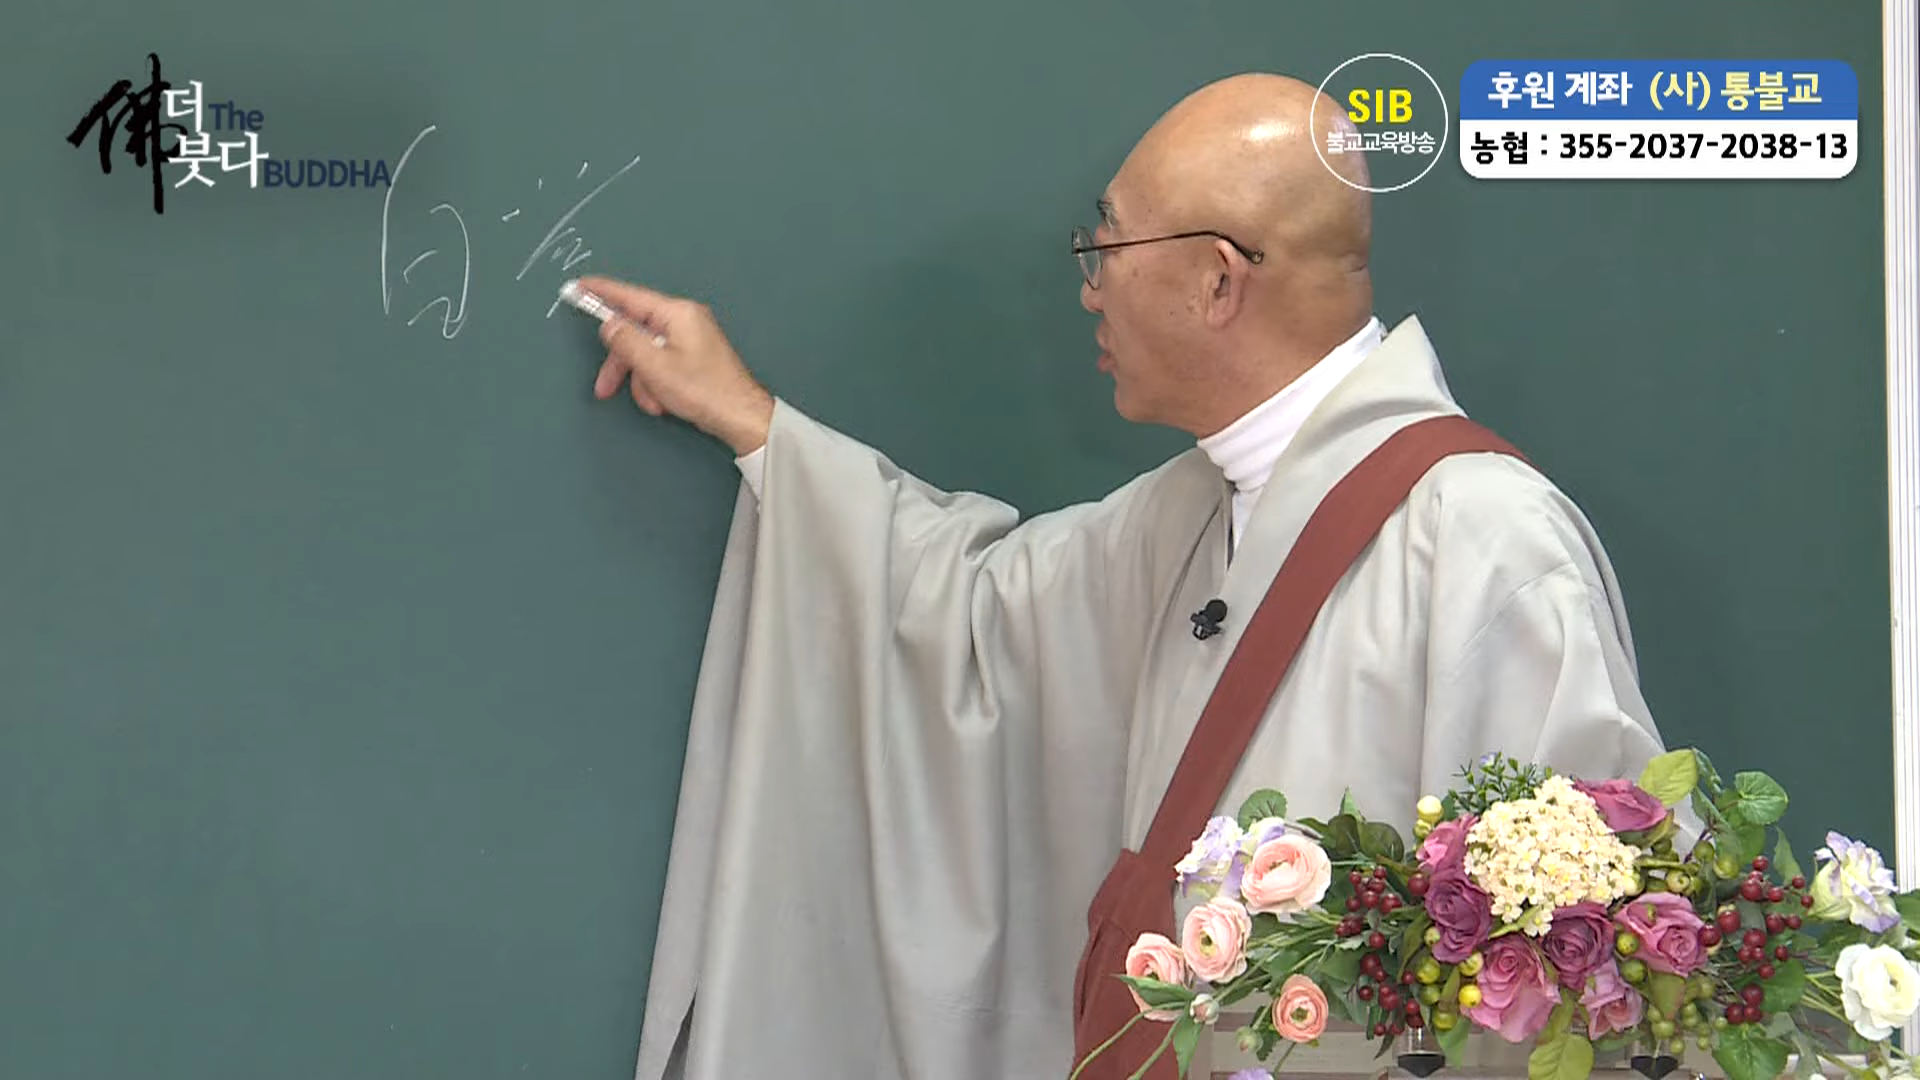 佛 더 The
붓다 BUDDHA
SIB
불교교육방송
후원 계좌 (사) 통불교
농협 : 355-2037-2038-13
自